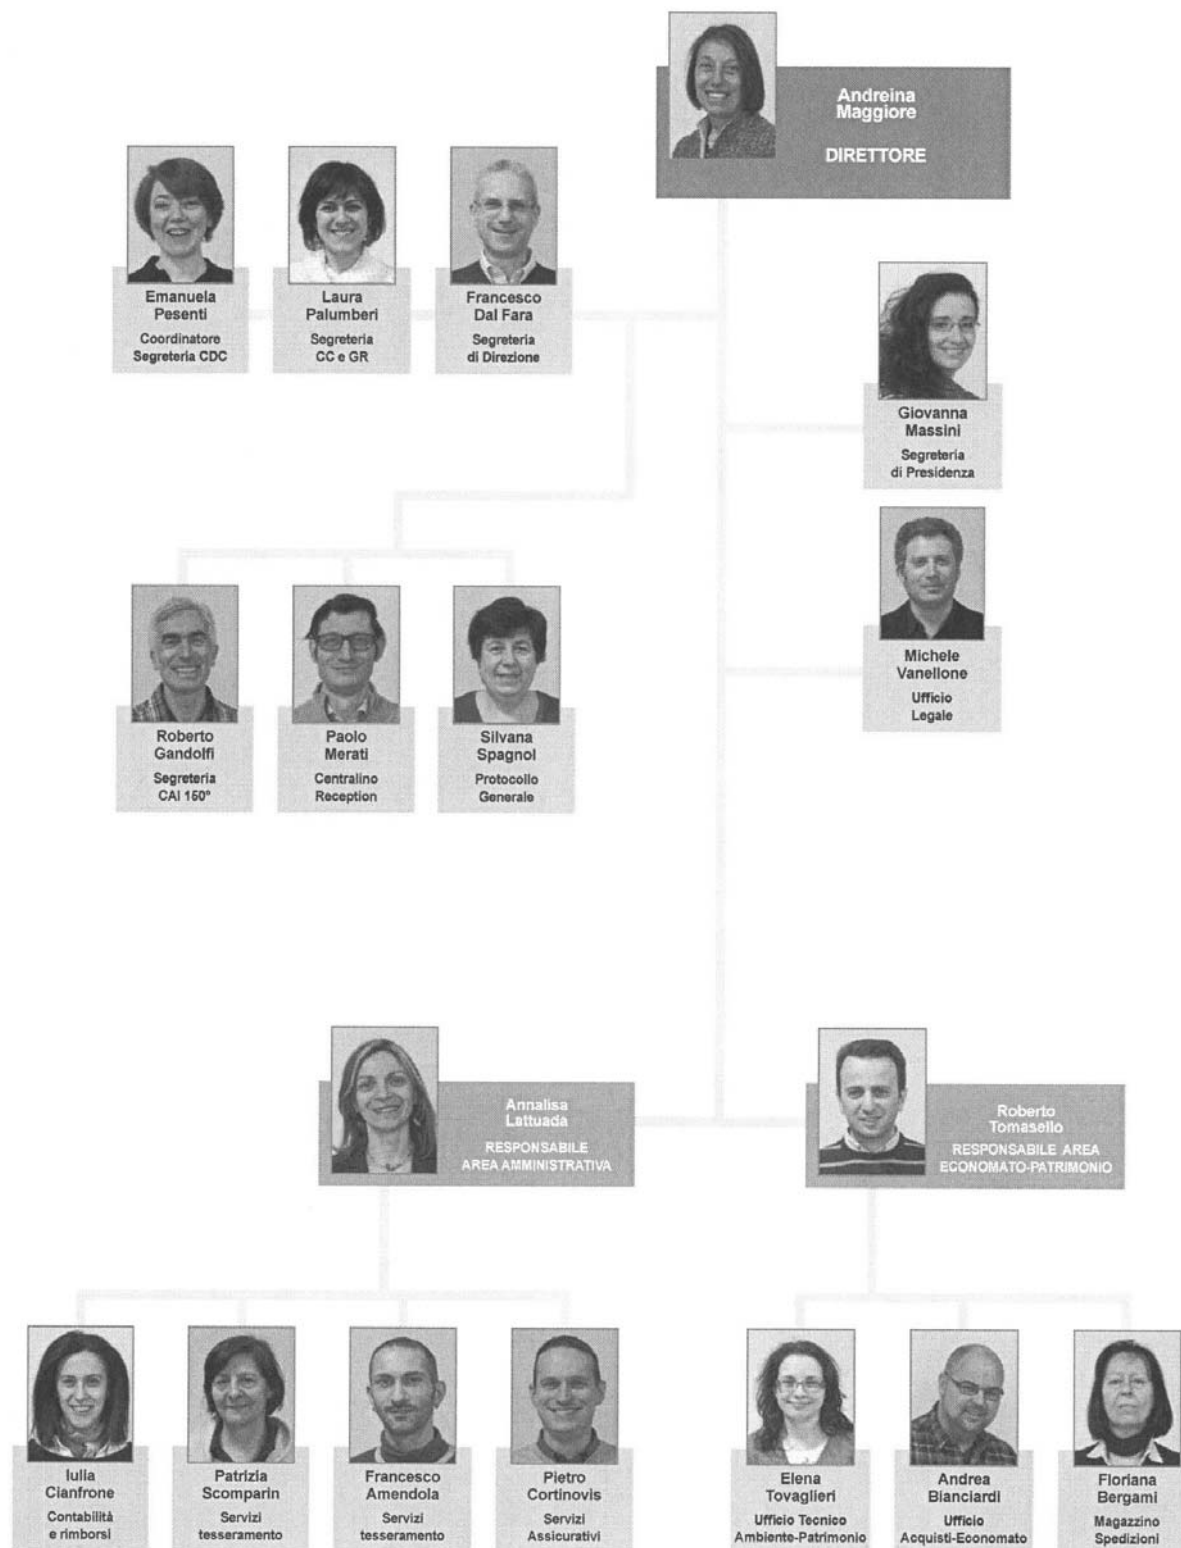 Andreina
Maggiore
DIRETTORE
Emanuela
Pesenti
Coordinatore
Segreteria CDC
Laura
Palumberi
Segreteria
CC e GR
Francesco
Dal Fara
Segreteria
di Direzione
Giovanna
Massini
Segreteria
di Presidenza
Michele
Vanellone
Ufficio
Legale
Roberto
Gandolfi
Segreteria
CAI 150°
Paolo
Merati
Centralino
Reception
Silvana
Spagnol
Protocollo
Generale
Annalisa
Lattuada
RESPONSABILE
AREA AMMINISTRATIVA
Roberto
Tomasello
RESPONSABILE AREA
ECONOMATO-PATRIMONIO
Iulia
Cianfrone
Contabilità
e rimborsi
Patrizia
Scomparin
Servizi
tesseramento
Francesco
Amendola
Servizi
tesseramento
Pietro
Cortinovis
Servizi
Assicurativi
Elena
Tovaglieri
Ufficio Tecnico
Ambiente-Patrimonio
Andrea
Bianciardi
Ufficio
Acquisti-Economato
Floriana
Bergami
Magazzino
Spedizioni